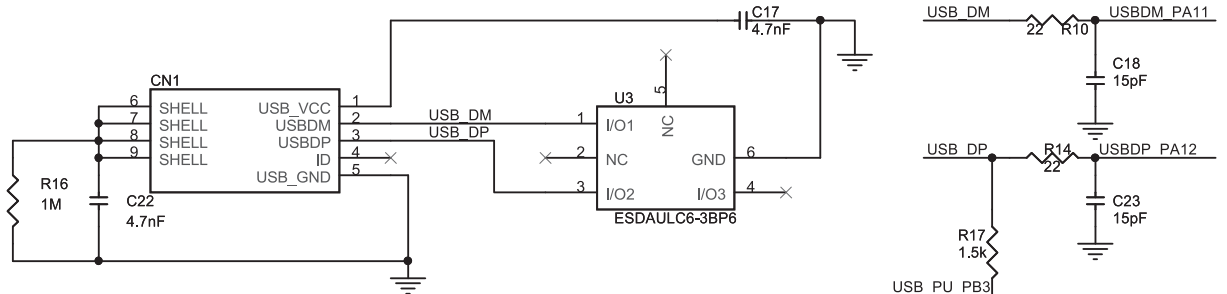 C17
4.7nF
USB_DM
22
R10
USBDM_PA11
C18
15pF
CN1
6
7
8
9
SHELL
SHELL
SHELL
SHELL
USB_VCC
USBDM
USBDP
ID
USB_GND
1
2
3
4
5
USB_DM
USB_DP
U3
5
NC
1
2
3
I/O1
NC
I/O2
GND
I/O3
6
4
ESDAULC6-3BP6
R16
1M
C22
4.7nF
USB_DP
R14
22
USBDP_PA12
C23
15pF
R17
1.5k
USB_PU_PB3